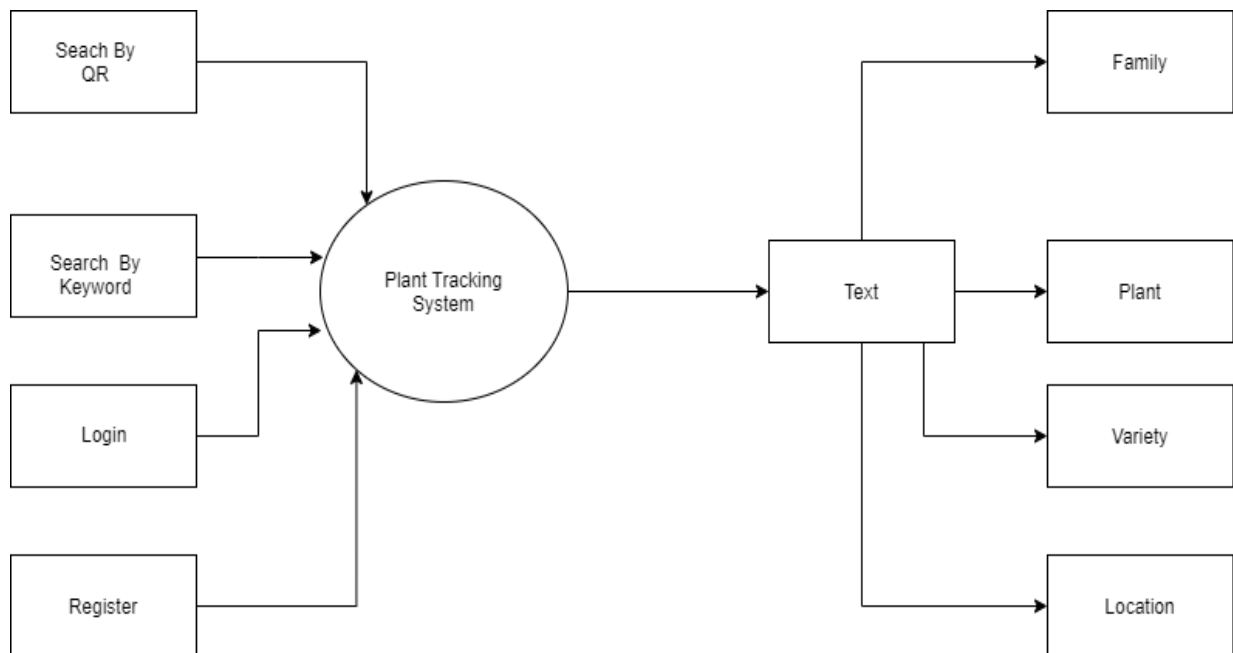 Seach By
QR
Search By
Keyword
Login
Register
Plant Tracking
System
Text
Family
Plant
Variety
Location